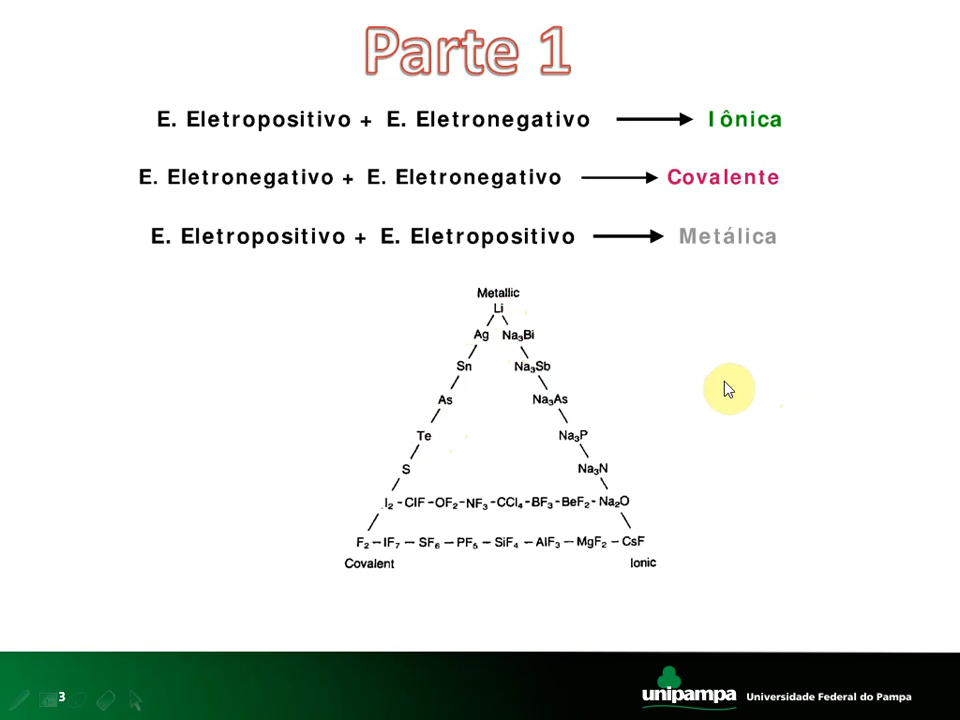 Parte 1
E. Eletropositivo + E. Eletronegativo → Iônica
E. Eletronegativo + E. Eletronegativo → Covalente
E. Eletropositivo + E. Eletropositivo → Metálica
Metallic
Li
Ag Na₃Bi
Sn Na₃Sb
As Na₃As
Te Na₃P
S Na₃N
I₂ - ClF - OF₂ - NF₃ - CCl₄ - BF₃ - BeF₂ - Na₂O
F₂ - IF₇ - SF₆ - PF₅ - SiF₄ - AlF₃ - MgF₂ - CsF
Covalent Ionic
3
unipampa Universidade Federal do Pampa